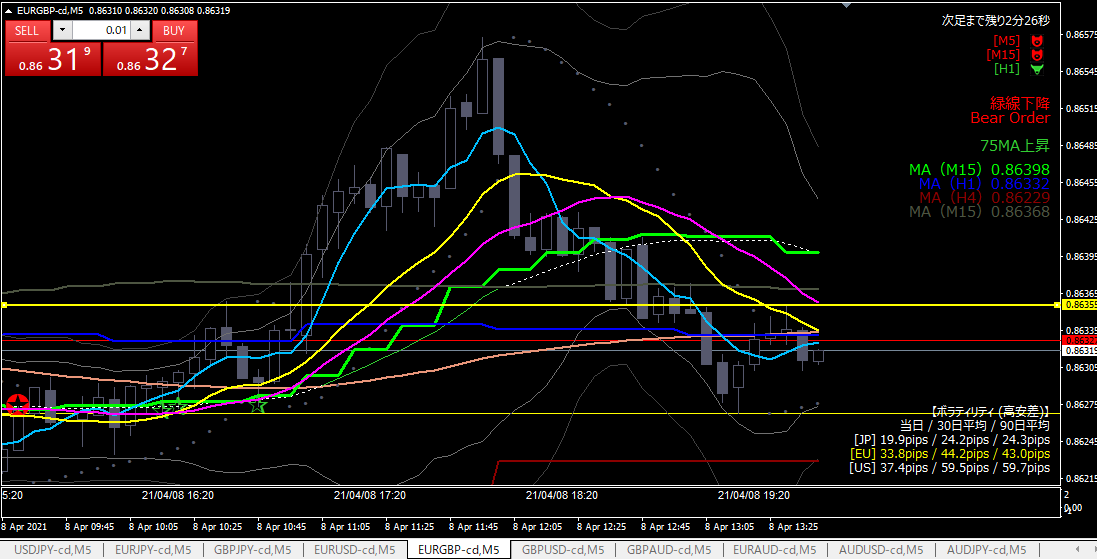 EURGBP-cd,M5 0.86310 0.86320 0.86308 0.86319
SELL 0.01 BUY
0.86 31 9 0.86 32 7
次足まで残り2分26秒
[M5]
[M15]
[H1]
緑線下降
Bear Order
75MA上昇
MA (M15) 0.86398
MA (H1) 0.86332
MA (H4) 0.86229
MA (M15) 0.86368
【ボラティリティ(高安差)】
当日 / 30日平均 / 90日平均
[JP] 19.9pips / 24.2pips / 24.3pips
[EU] 33.8pips / 44.2pips / 43.0pips
[US] 37.4pips / 59.5pips / 59.7pips
0.86575
0.86545
0.86515
0.86485
0.86455
0.86425
0.86395
0.86365
0.86355
0.86335
0.86327
0.86319
0.86305
0.86275
0.86245
0.86215
5:20 21/04/08 16:20 21/04/08 17:20 21/04/08 18:20 21/04/08 19:20
2
0.00
8 Apr 2021 8 Apr 09:45 8 Apr 10:05 8 Apr 10:25 8 Apr 10:45 8 Apr 11:05 8 Apr 11:25 8 Apr 11:45 8 Apr 12:05 8 Apr 12:25 8 Apr 12:45 8 Apr 13:05 8 Apr 13:25
USDJPY-cd,M5 EURJPY-cd,M5 GBPJPY-cd,M5 EURUSD-cd,M5 EURGBP-cd,M5 GBPUSD-cd,M5 GBPAUD-cd,M5 EURAUD-cd,M5 AUDUSD-cd,M5 AUDJPY-cd,M5